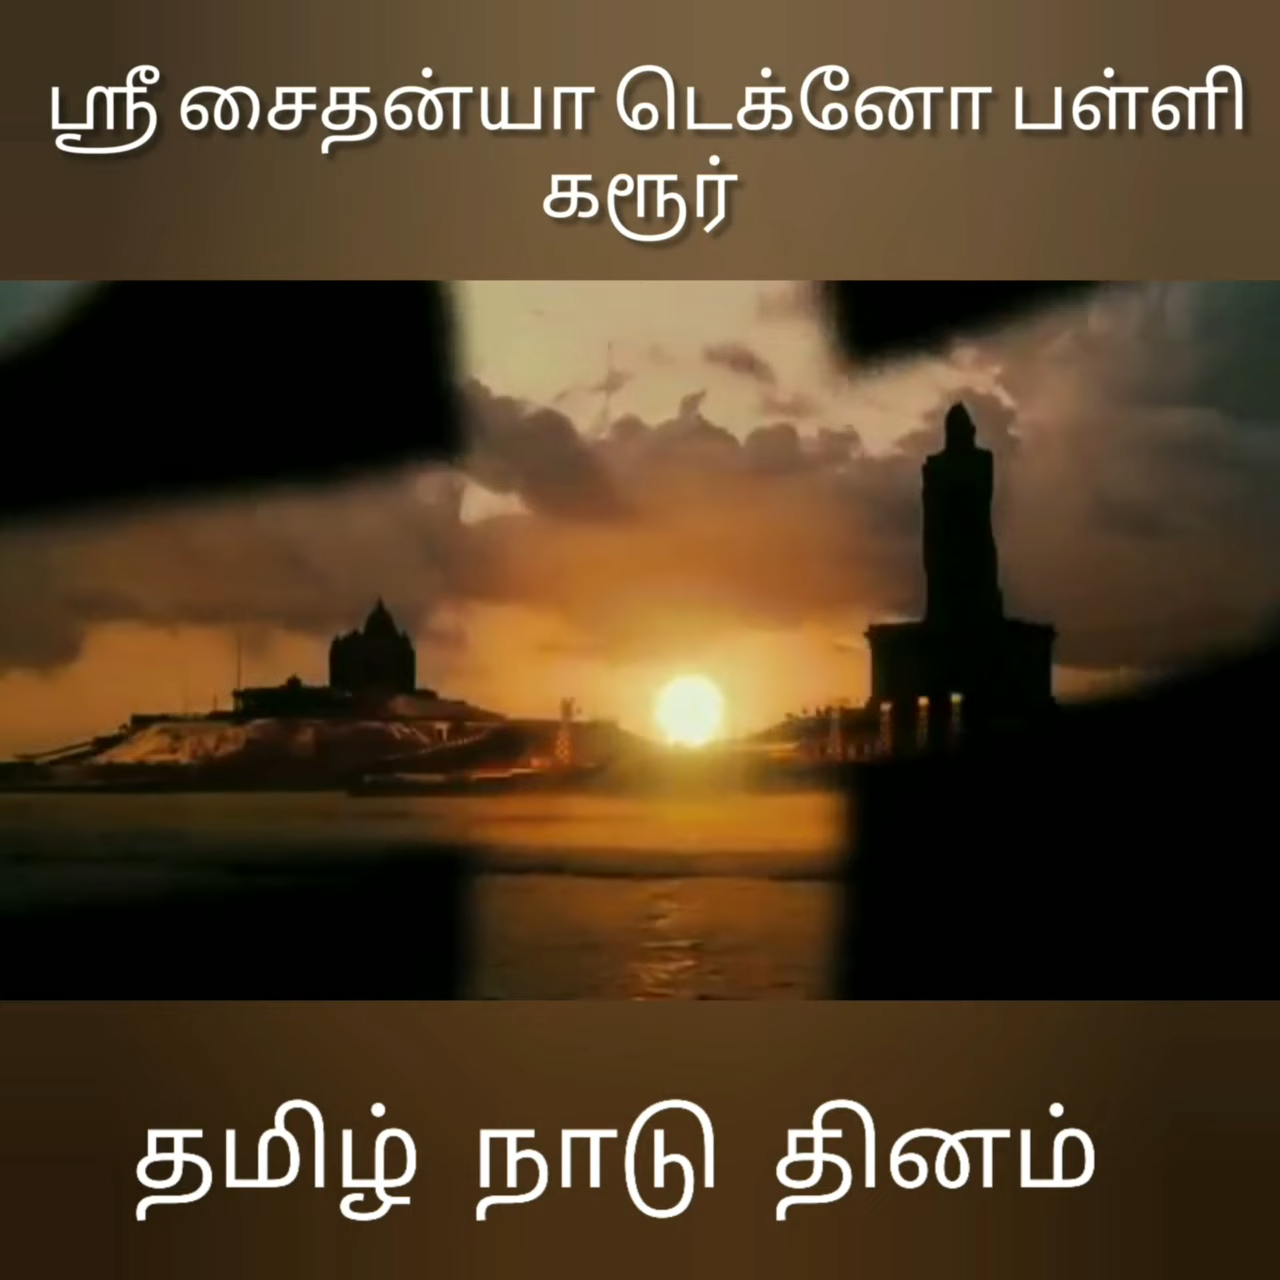 ஸ்ரீ சைதன்யா டெக்னோ பள்ளி
கரூர்
தமிழ் நாடு தினம்